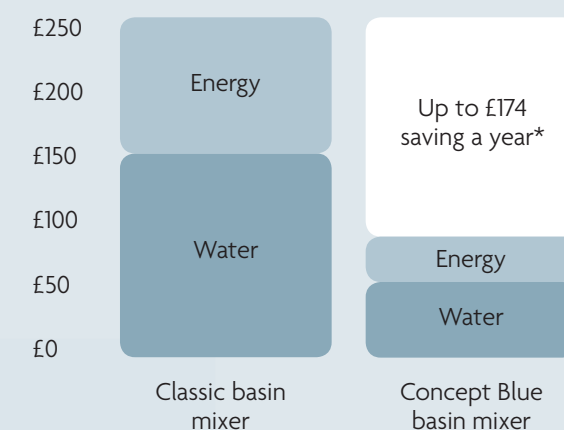 £250
£200
£150
£100
£50
£0
Energy
Water
Up to £174
saving a year*
Energy
Water
Classic basin
mixer
Concept Blue
basin mixer